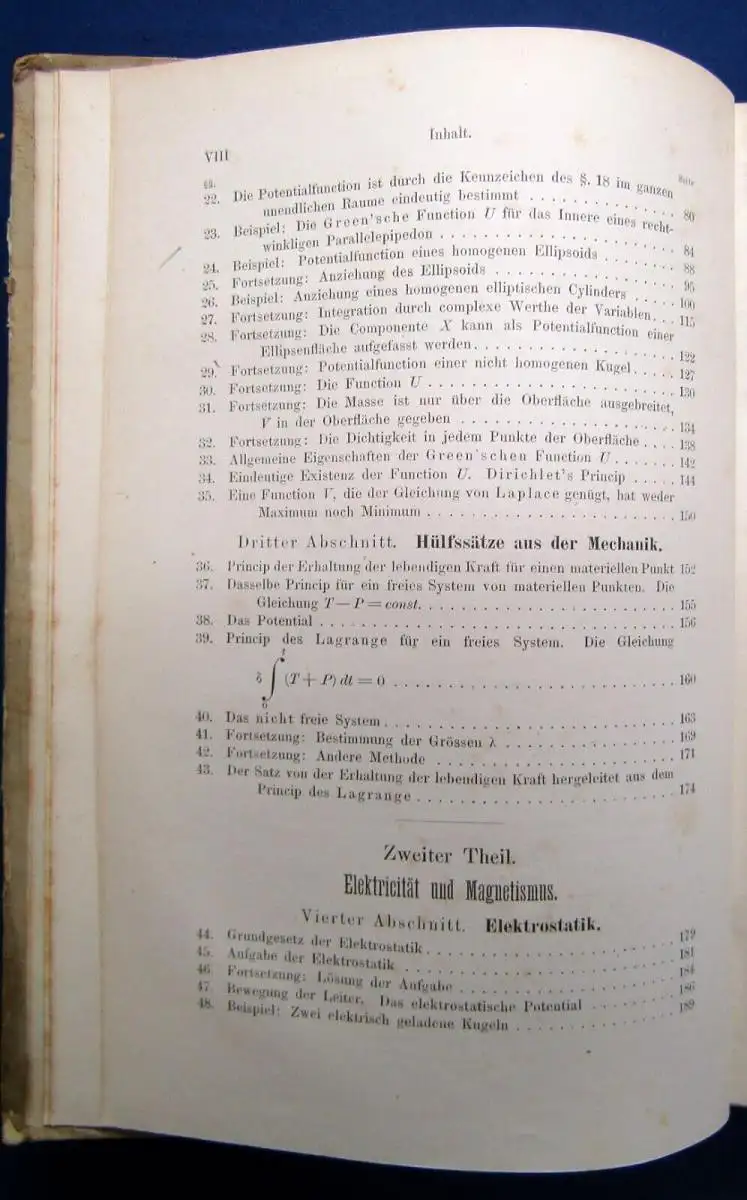 Inhalt.
VIII
§§. Seite
22. Die Potentialfunction ist durch die Kennzeichen des §. 18 im ganzen
unendlichen Raume eindeutig bestimmt . . . . . . . . . . . . . 80
23. Beispiel: Die Green'sche Function U für das Innere eines recht-
winkligen Parallelepipedon . . . . . . . . . . . . . . . . . . 84
24. Beispiel: Potentialfunction eines homogenen Ellipsoids . . . . . . 88
25. Fortsetzung: Anziehung des Ellipsoids . . . . . . . . . . . . . 95
26. Beispiel: Anziehung eines homogenen elliptischen Cylinders . . . . 100
27. Fortsetzung: Integration durch complexe Werthe der Variablen . . . 115
28. Fortsetzung: Die Componente X kann als Potentialfunction einer
Ellipsenfläche aufgefasst werden . . . . . . . . . . . . . . . . 122
29. Fortsetzung: Potentialfunction einer nicht homogenen Kugel . . . . 127
30. Fortsetzung: Die Function U . . . . . . . . . . . . . . . . . 130
31. Fortsetzung: Die Masse ist nur über die Oberfläche ausgebreitet,
V in der Oberfläche gegeben . . . . . . . . . . . . . . . . . 134
32. Fortsetzung: Die Dichtigkeit in jedem Punkte der Oberfläche . . . . 138
33. Allgemeine Eigenschaften der Green'schen Function U . . . . . . . 142
34. Eindeutige Existenz der Function U. Dirichlet's Princip . . . . . 144
35. Eine Function V, die der Gleichung von Laplace genügt, hat weder
Maximum noch Minimum . . . . . . . . . . . . . . . . . . . . 150
Dritter Abschnitt. Hülfssätze aus der Mechanik.
36. Princip der Erhaltung der lebendigen Kraft für einen materiellen Punkt 152
37. Dasselbe Princip für ein freies System von materiellen Punkten. Die
Gleichung T — P = const. . . . . . . . . . . . . . . . . . . . 155
38. Das Potential . . . . . . . . . . . . . . . . . . . . . . . . 156
39. Princip des Lagrange für ein freies System. Die Gleichung
t
δ ∫ (T + P) dt = 0 . . . . . . . . . . . . . . . . . . . . . . 160
0
40. Das nicht freie System . . . . . . . . . . . . . . . . . . . . 163
41. Fortsetzung: Bestimmung der Grössen λ . . . . . . . . . . . . . 169
42. Fortsetzung: Andere Methode . . . . . . . . . . . . . . . . . 171
43. Der Satz von der Erhaltung der lebendigen Kraft hergeleitet aus dem
Princip des Lagrange . . . . . . . . . . . . . . . . . . . . . 174
Zweiter Theil.
Elektricität und Magnetismus.
Vierter Abschnitt. Elektrostatik.
44. Grundgesetz der Elektrostatik . . . . . . . . . . . . . . . . . 179
45. Aufgabe der Elektrostatik . . . . . . . . . . . . . . . . . . . 181
46. Fortsetzung: Lösung der Aufgabe . . . . . . . . . . . . . . . . 184
47. Bewegung der Leiter. Das elektrostatische Potential . . . . . . . . 186
48. Beispiel: Zwei elektrisch geladene Kugeln . . . . . . . . . . . . 189